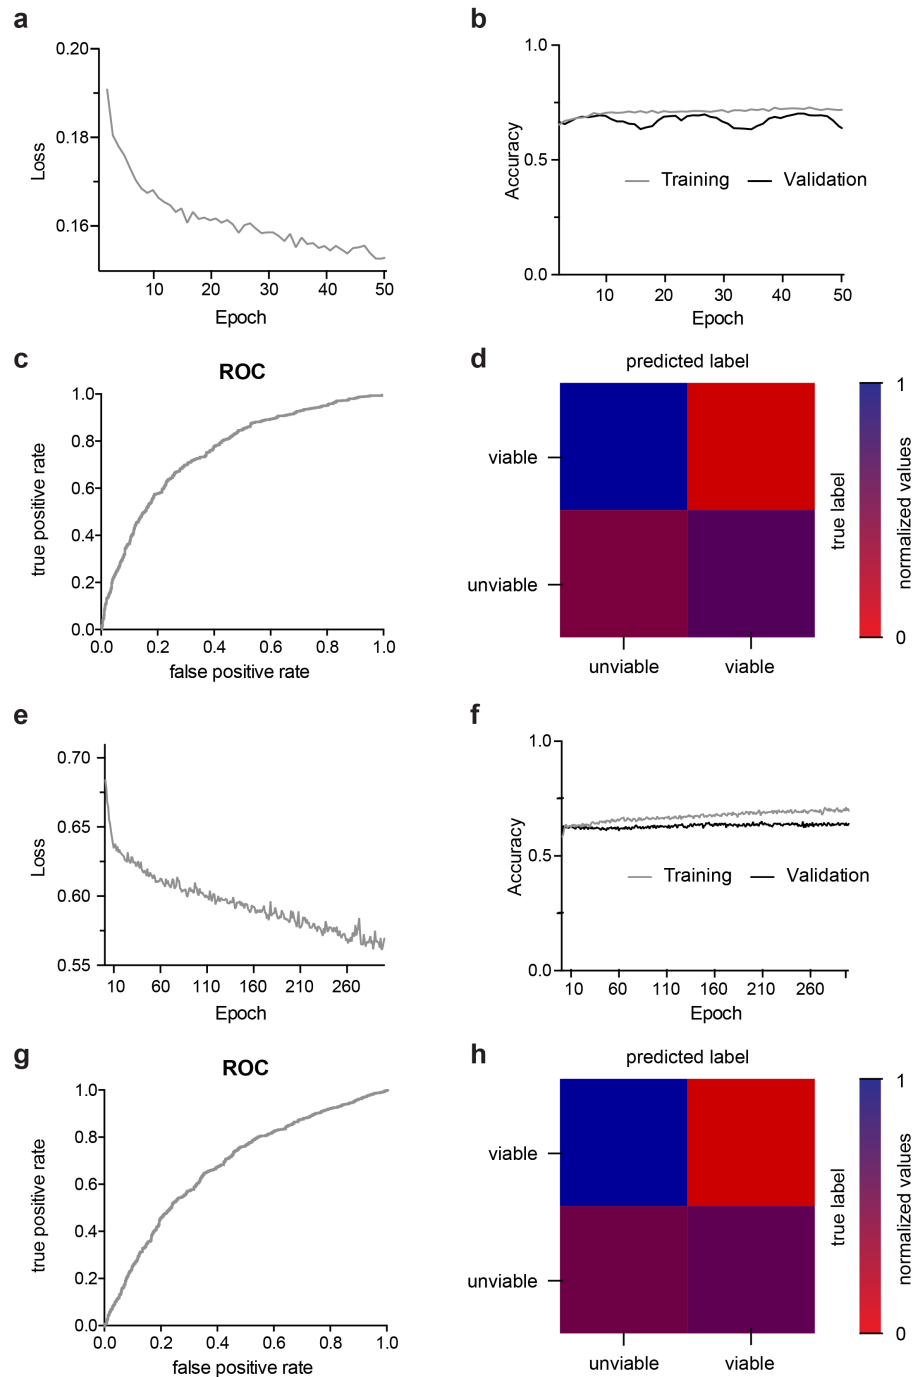 a
0.20
0.18
0.16
Loss
10 20 30 40 50
Epoch
b
1.0
0.5
0.0
Accuracy
Training Validation
10 20 30 40 50
Epoch
c
ROC
1.0
0.8
0.6
0.4
0.2
0.0
true positive rate
0.0 0.2 0.4 0.6 0.8 1.0
false positive rate
d
predicted label
viable
unviable
unviable viable
true label
1
0
normalized values
e
0.70
0.65
0.60
0.55
Loss
10 60 110 160 210 260
Epoch
f
1.0
0.5
0.0
Accuracy
Training Validation
10 60 110 160 210 260
Epoch
g
ROC
1.0
0.8
0.6
0.4
0.2
0.0
true positive rate
0.0 0.2 0.4 0.6 0.8 1.0
false positive rate
h
predicted label
viable
unviable
unviable viable
true label
1
0
normalized values